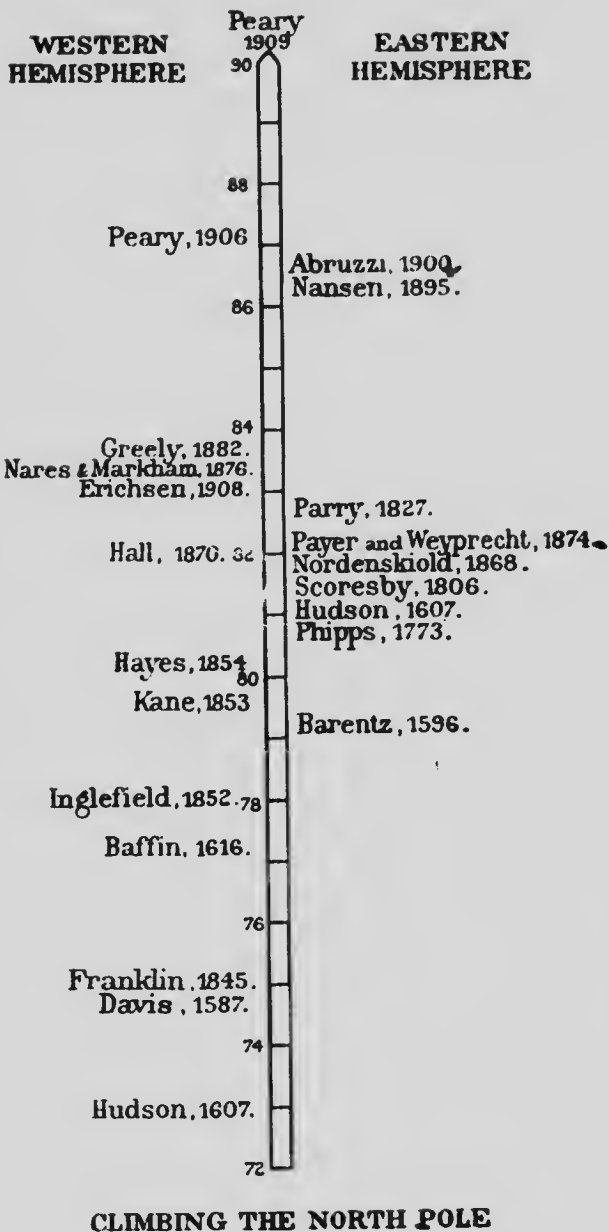 Peary
1909
WESTERN
HEMISPHERE
EASTERN
HEMISPHERE
90
88
Peary, 1906
Abruzzi, 1900
Nansen, 1895.
86
84
Greely, 1882.
Nares & Markham, 1876.
Erichsen, 1908.
Parry, 1827.
Hall, 1870. 82
Payer and Weyprecht, 1874.
Nordenskiold, 1868.
Scoresby, 1806.
Hudson, 1607.
Phipps, 1773.
Hayes, 1854
80
Kane, 1853
Barentz, 1596.
Inglefield, 1852. 78
Baffin, 1616.
76
Franklin, 1845.
Davis, 1587.
74
Hudson, 1607.
72
CLIMBING THE NORTH POLE